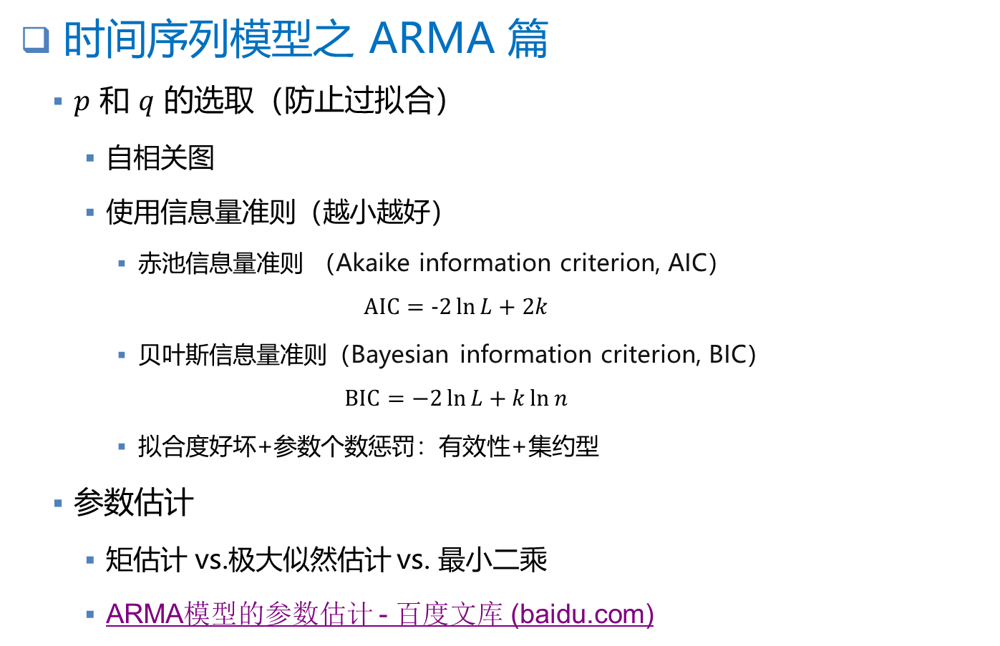 时间序列模型之 ARMA 篇
p 和 q 的选取（防止过拟合）
自相关图
使用信息量准则（越小越好）
赤池信息量准则 （Akaike information criterion, AIC）
AIC = -2 ln L + 2k
贝叶斯信息量准则（Bayesian information criterion, BIC）
BIC = −2 ln L + k ln n
拟合度好坏+参数个数惩罚：有效性+集约型
参数估计
矩估计 vs.极大似然估计 vs. 最小二乘
ARMA模型的参数估计 - 百度文库 (baidu.com)